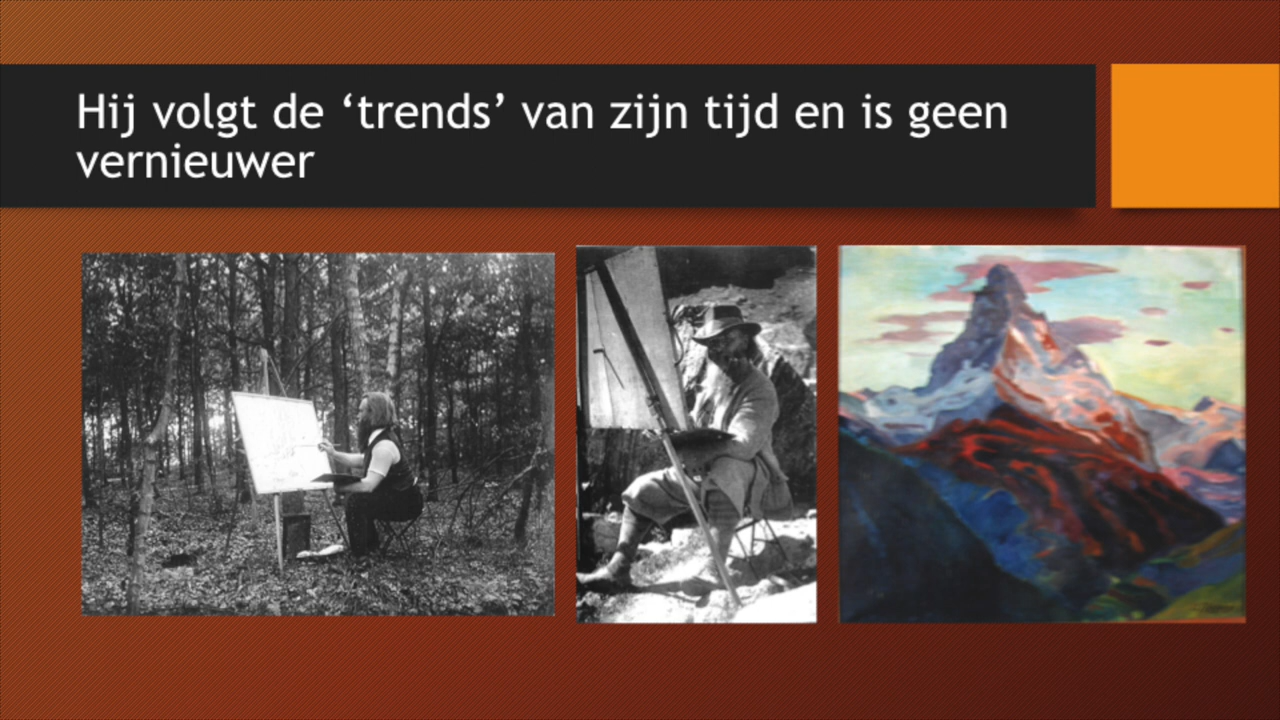 Hij volgt de ‘trends’ van zijn tijd en is geen
vernieuwer